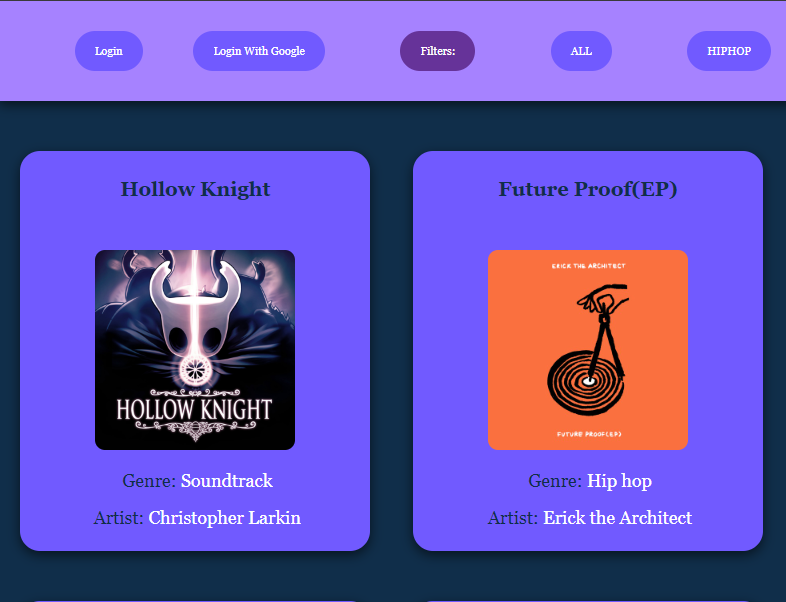 Login
Login With Google
Filters:
ALL
HIPHOP
Hollow Knight
Future Proof(EP)
HOLLOW KNIGHT
ERICK THE ARCHITECT
FUTURE PROOF(EP)
Genre: Soundtrack
Genre: Hip hop
Artist: Christopher Larkin
Artist: Erick the Architect